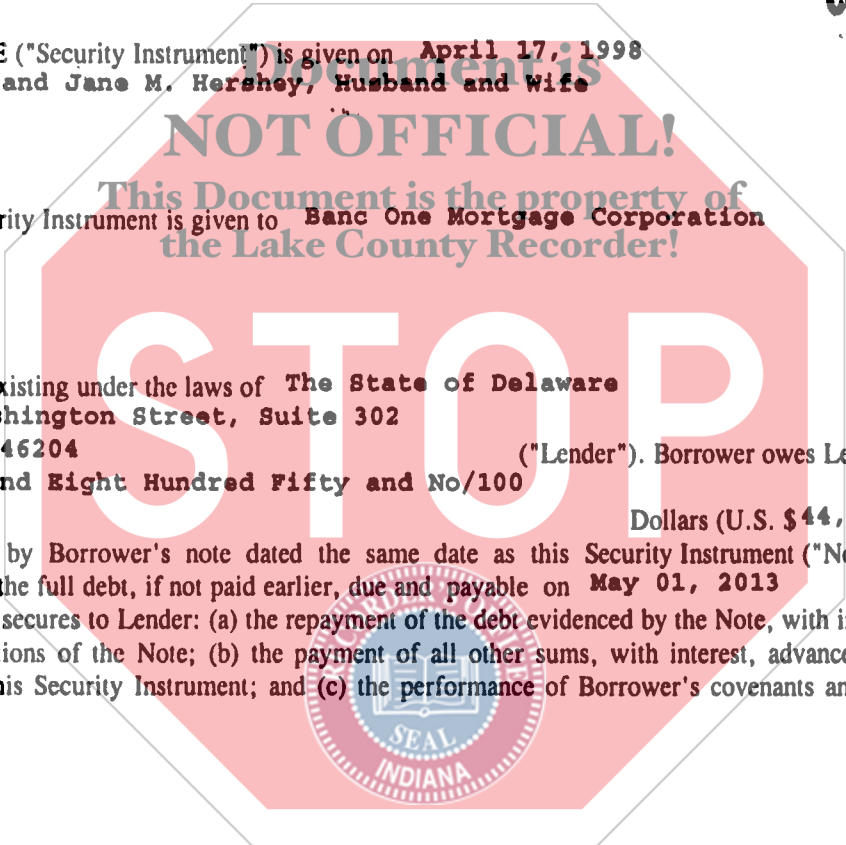 E ("Security Instrument") is given on April 17, 1998
and Jane M. Hershey, Husband and Wife
Document is
NOT OFFICIAL!
This Document is the property of
rity Instrument is given to Banc One Mortgage Corporation
the Lake County Recorder!
STOP
xisting under the laws of The State of Delaware
hington Street, Suite 302
46204
("Lender"). Borrower owes Le
nd Eight Hundred Fifty and No/100
Dollars (U.S. $44,
by Borrower's note dated the same date as this Security Instrument ("No
the full debt, if not paid earlier, due and payable on May 01, 2013
secures to Lender: (a) the repayment of the debt evidenced by the Note, with i
ions of the Note; (b) the payment of all other sums, with interest, advance
is Security Instrument; and (c) the performance of Borrower's covenants an
RECORDER'S OFFICE
SEAL
INDIANA